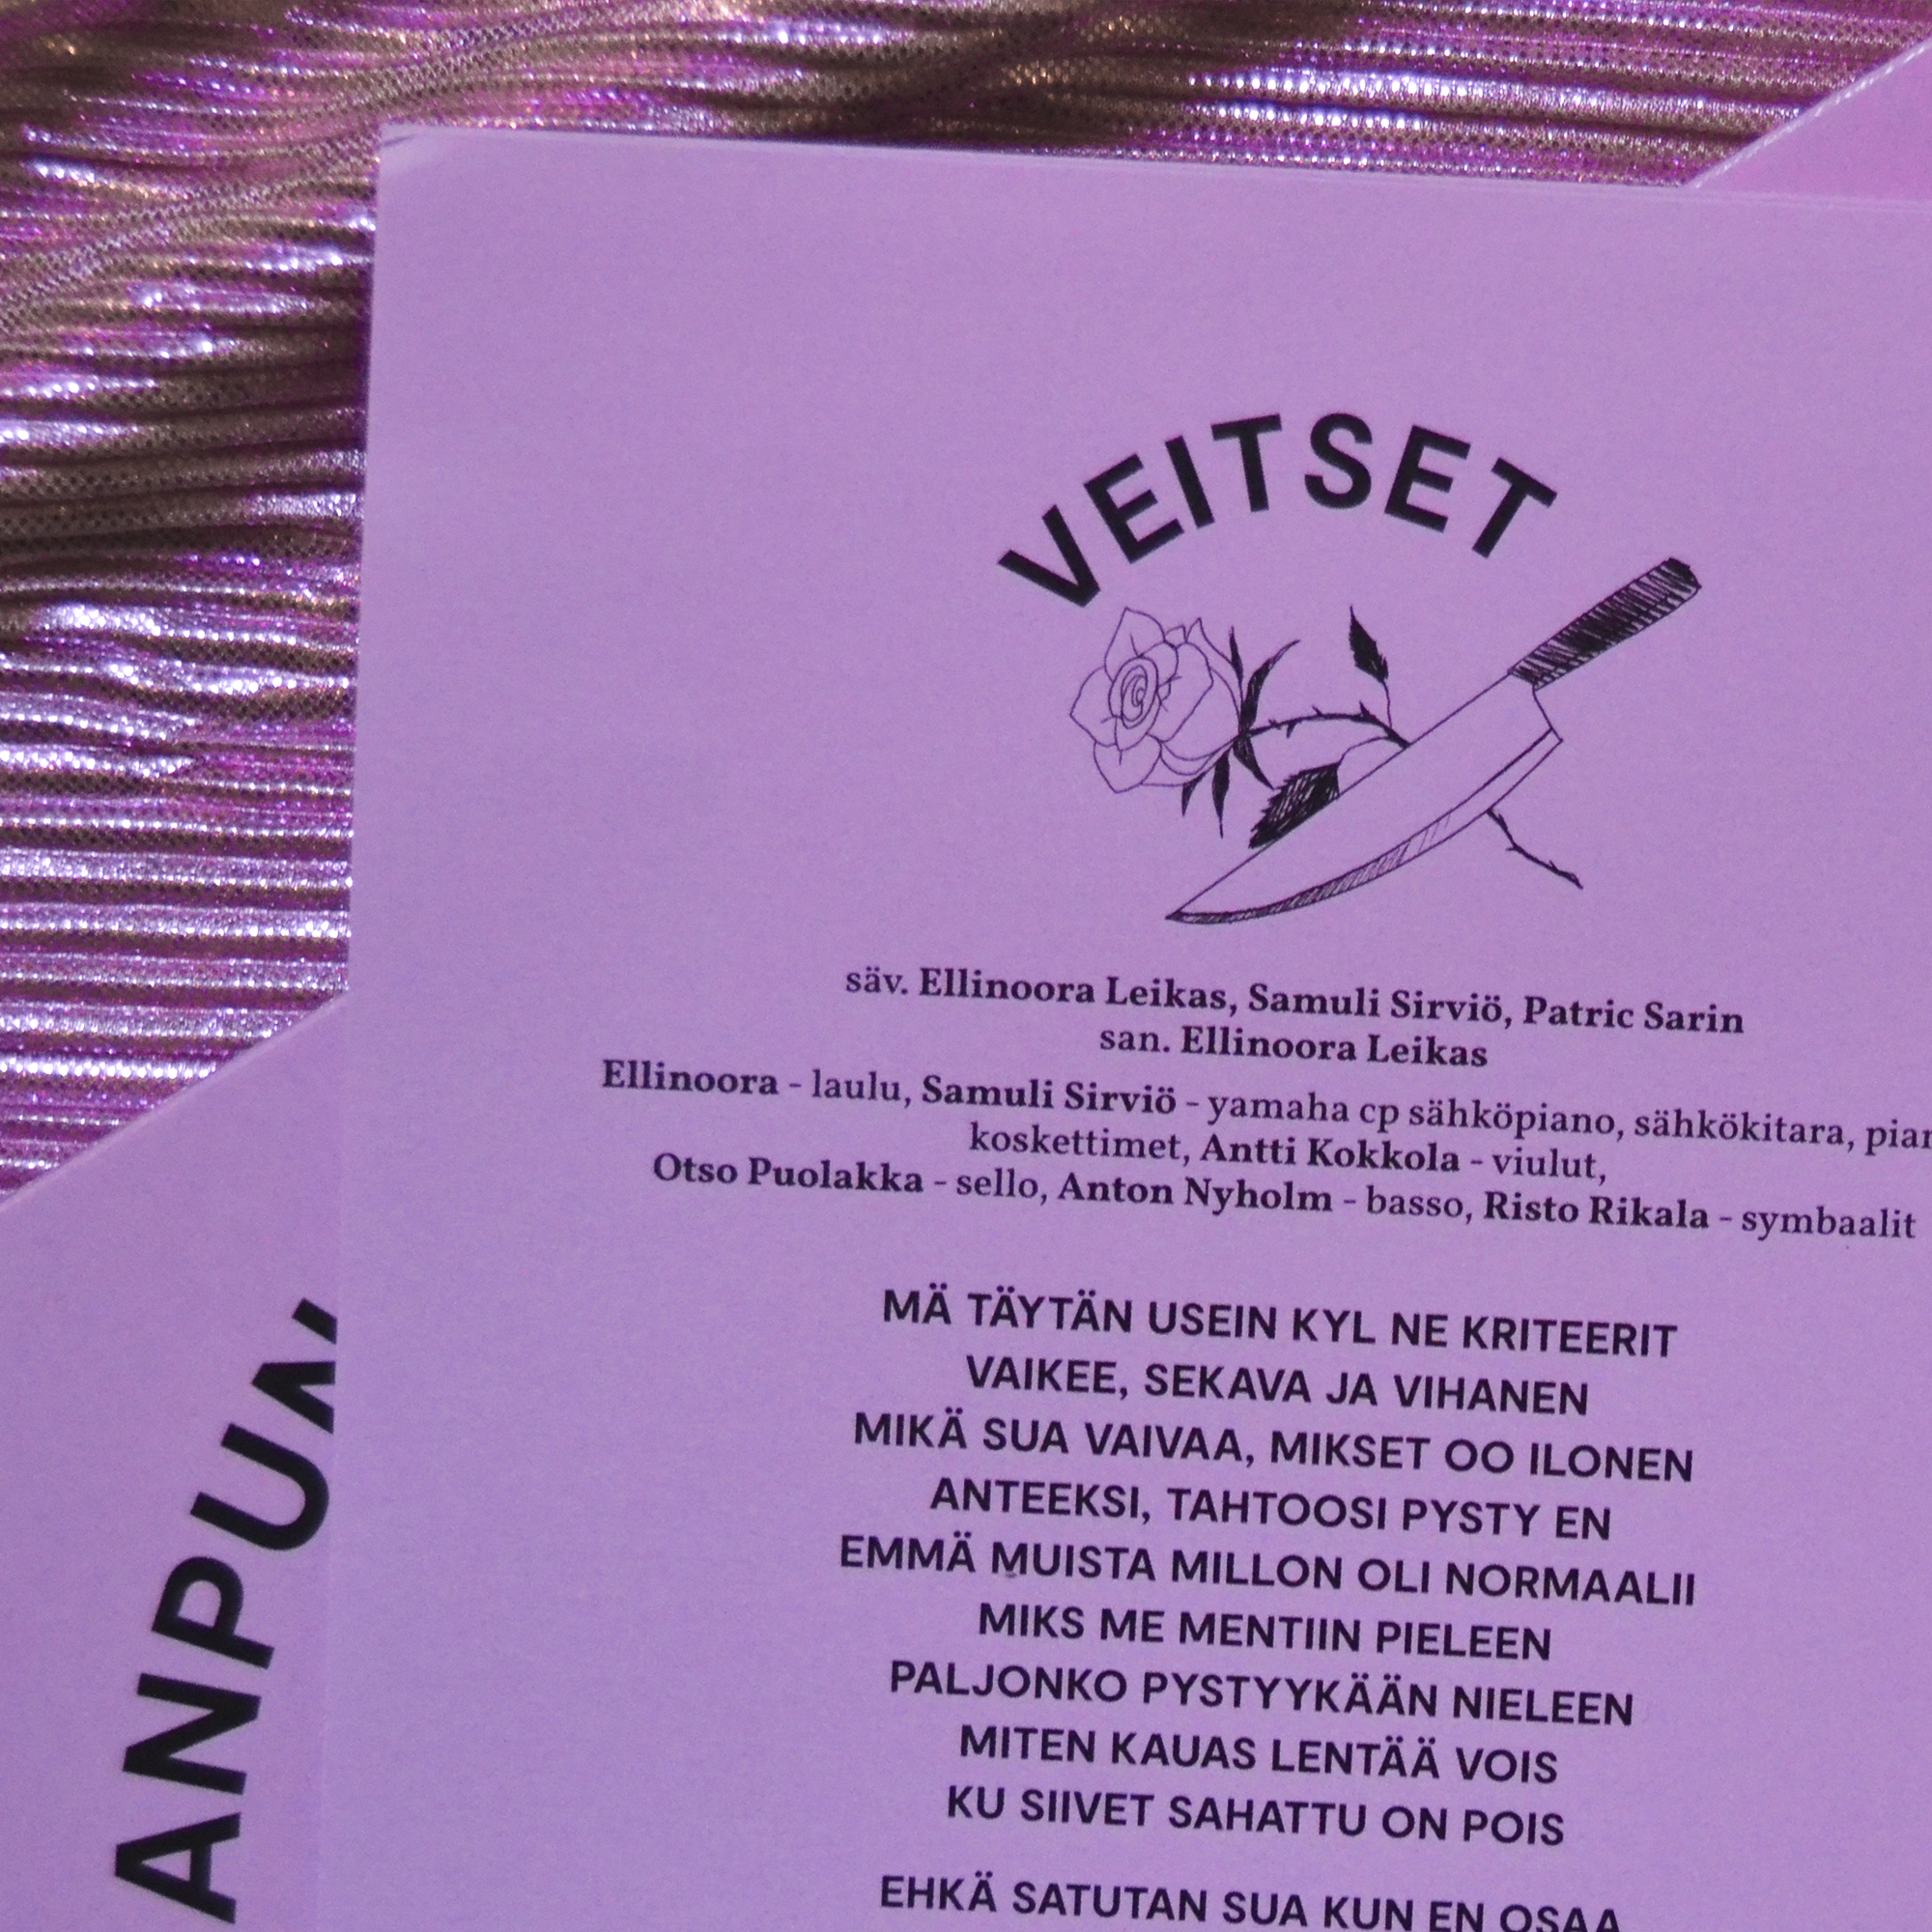 VEITSET
säv. Ellinoora Leikas, Samuli Sirviö, Patric Sarin
san. Ellinoora Leikas
Ellinoora - laulu, Samuli Sirviö - yamaha cp sähköpiano, sähkökitara,
koskettimet, Antti Kokkola - viulut,
Otso Puolakka - sello, Anton Nyholm - basso, Risto Rikala - symbaalit
MÄ TÄYTÄN USEIN KYL NE KRITEERIT
VAIKEE, SEKAVA JA VIHANEN
MIKÄ SUA VAIVAA, MIKSET OO ILONEN
ANTEEKSI, TAHTOOSI PYSTY EN
EMMÄ MUISTA MILLON OLI NORMAALII
MIKS ME MENTIIN PIELEEN
PALJONKO PYSTYYKÄÄN NIELEEN
MITEN KAUAS LENTÄÄ VOIS
KU SIIVET SAHATTU ON POIS
EHKÄ SATUTAN SUA KUN EN OSAA